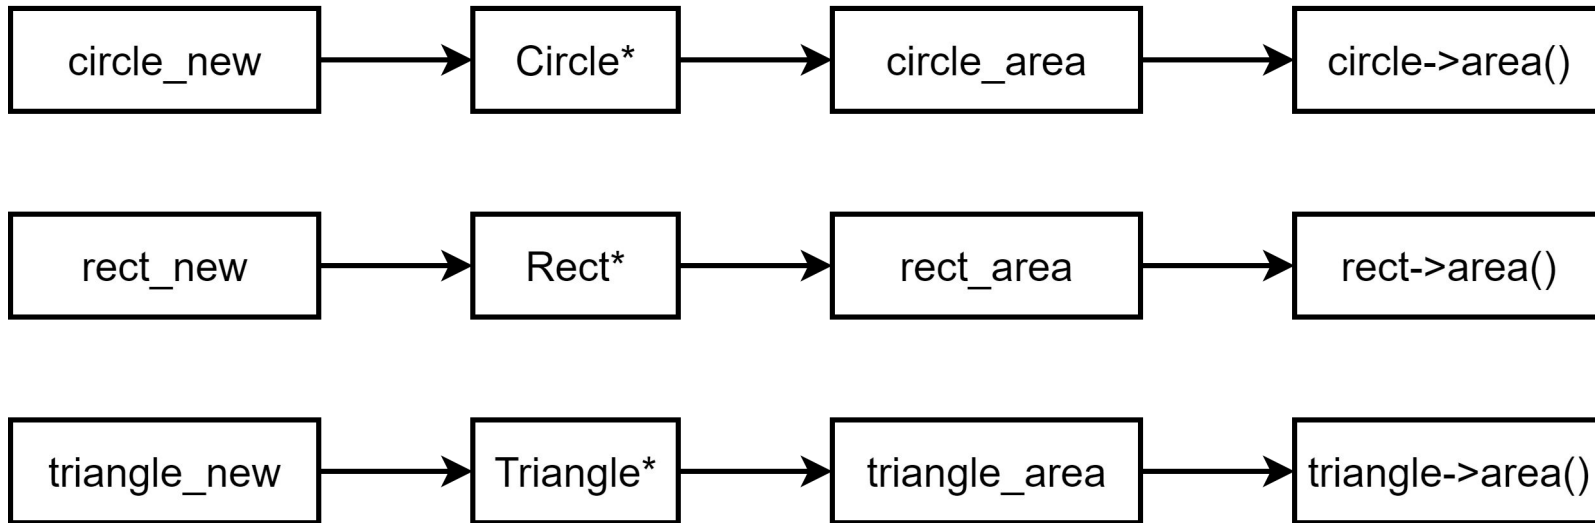 circle_new
Circle*
circle_area
circle->area()
rect_new
Rect*
rect_area
rect->area()
triangle_new
Triangle*
triangle_area
triangle->area()